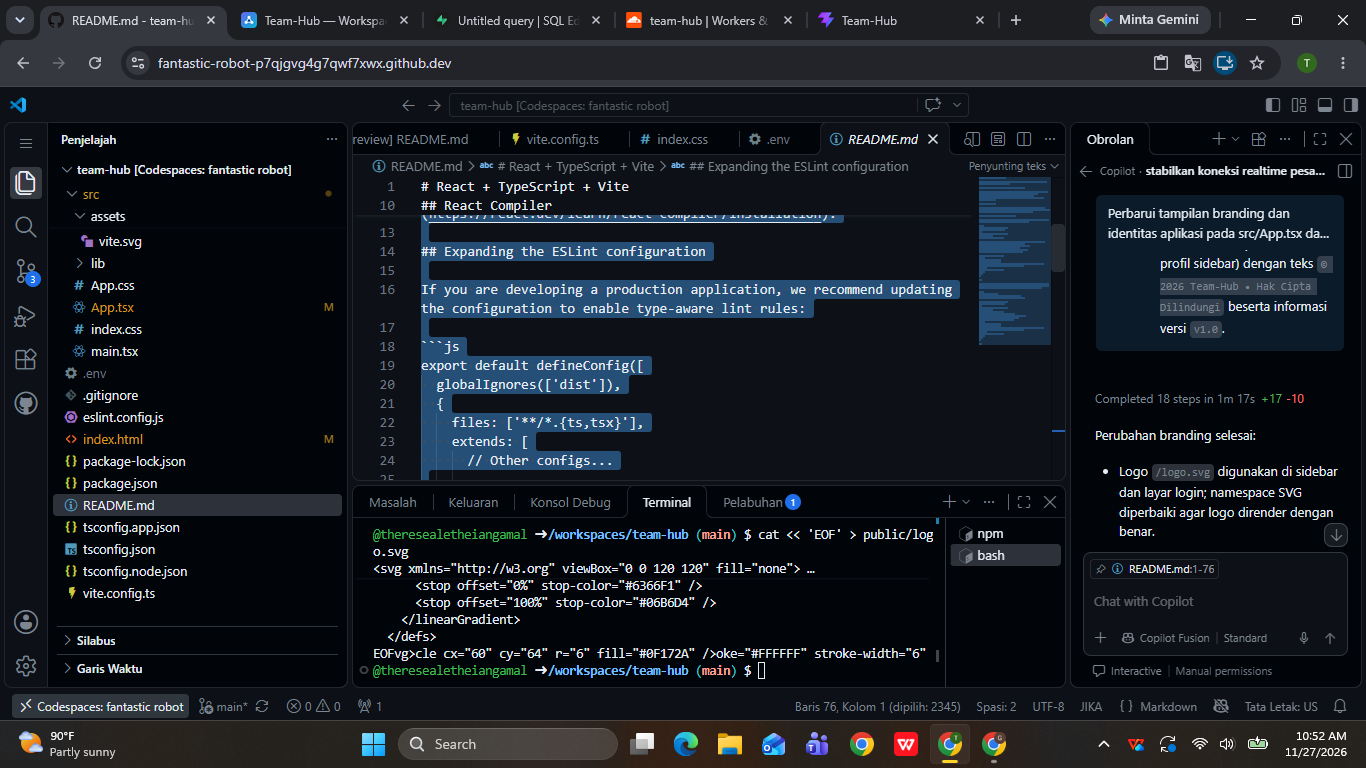 README.md - team-hu
Team-Hub — Workspa
Untitled query | SQL Ed
team-hub | Workers &
Team-Hub
Minta Gemini
fantastic-robot-p7qjgvg4g7qwf7xwx.github.dev
T
team-hub [Codespaces: fantastic robot]
Penjelajah
review] README.md
vite.config.ts
index.css
.env
README.md
Obrolan
README.md > # React + TypeScript + Vite > ## Expanding the ESLint configuration
Penyunting teks
Copilot · stabilkan koneksi realtime pesa...
team-hub [Codespaces: fantastic robot]
src
assets
vite.svg
lib
App.css
App.tsx M
index.css
main.tsx
.env
.gitignore
eslint.config.js
index.html M
package-lock.json
package.json
README.md
tsconfig.app.json
tsconfig.json
tsconfig.node.json
vite.config.ts
Silabus
Garis Waktu
3
1 # React + TypeScript + Vite
10 ## React Compiler
(https://react.dev/learn/react-compiler/installation).
13
14 ## Expanding the ESLint configuration
15
16 If you are developing a production application, we recommend updating
the configuration to enable type-aware lint rules:
17
18 ```js
19 export default defineConfig([
20 globalIgnores(['dist']),
21 {
22 files: ['**/*.{ts,tsx}'],
23 extends: [
24 // Other configs...
25
Masalah
Keluaran
Konsol Debug
Terminal
Pelabuhan 1
@theresealetheiangamal ➜/workspaces/team-hub (main) $ cat << 'EOF' > public/log
o.svg
<svg xmlns="http://w3.org" viewBox="0 0 120 120" fill="none"> …
<stop offset="0%" stop-color="#6366F1" />
<stop offset="100%" stop-color="#06B6D4" />
</linearGradient>
</defs>
EOFvg>cle cx="60" cy="64" r="6" fill="#0F172A" />oke="#FFFFFF" stroke-width="6"
@theresealetheiangamal ➜/workspaces/team-hub (main) $
npm
bash
Perbarui tampilan branding dan
identitas aplikasi pada src/App.tsx da...
profil sidebar) dengan teks ©
2026 Team-Hub • Hak Cipta
Dilindungi beserta informasi
versi v1.0.
Completed 18 steps in 1m 17s +17 -10
Perubahan branding selesai:
• Logo /logo.svg digunakan di sidebar
dan layar login; namespace SVG
diperbaiki agar logo dirender dengan
benar.
README.md:1-76
Chat with Copilot
Copilot Fusion
Standard
Interactive
Manual permissions
Codespaces: fantastic robot
main*
0
0
1
Baris 76, Kolom 1 (dipilih: 2345)
Spasi: 2
UTF-8
JIKA
{ } Markdown
Tata Letak: US
90°F
Partly sunny
Search
10:52 AM
11/27/2026